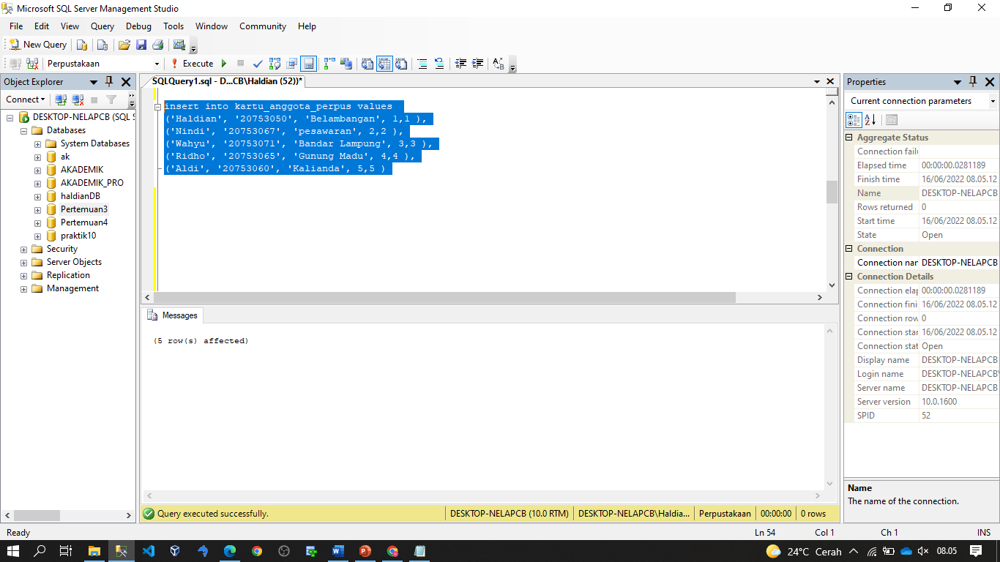 Microsoft SQL Server Management Studio
File Edit View Query Debug Tools Window Community Help
New Query
Perpustakaan Execute
Object Explorer
Connect
DESKTOP-NELAPCB (SQL S
Databases
System Databases
ak
AKADEMIK
AKADEMIK_PRO
haldianDB
Pertemuan3
Pertemuan4
praktik10
Security
Server Objects
Replication
Management
SQLQuery1.sql - D...CB\Haldian (52))*
insert into kartu_anggota_perpus values
('Haldian', '20753050', 'Belambangan', 1,1 ),
('Nindi', '20753067', 'pesawaran', 2,2 ),
('Wahyu', '20753071', 'Bandar Lampung', 3,3 ),
('Ridho', '20753065', 'Gunung Madu', 4,4 ),
('Aldi', '20753060', 'Kalianda', 5,5 )
Messages
(5 row(s) affected)
Query executed successfully. DESKTOP-NELAPCB (10.0 RTM) DESKTOP-NELAPCB\Haldia... Perpustakaan 00:00:00 0 rows
Properties
Current connection parameters
Aggregate Status
Connection failu
Elapsed time 00:00:00.0281189
Finish time 16/06/2022 08.05.12
Name DESKTOP-NELAPCB
Rows returned 0
Start time 16/06/2022 08.05.12
State Open
Connection
Connection nar DESKTOP-NELAPCB
Connection Details
Connection elap 00:00:00.0281189
Connection fini 16/06/2022 08.05.12
Connection row 0
Connection star 16/06/2022 08.05.12
Connection stat Open
Display name DESKTOP-NELAPCB
Login name DESKTOP-NELAPCB\
Server name DESKTOP-NELAPCB
Server version 10.0.1600
SPID 52
Name
The name of the connection.
Ready Ln 54 Col 1 Ch 1 INS
24°C Cerah 08.05